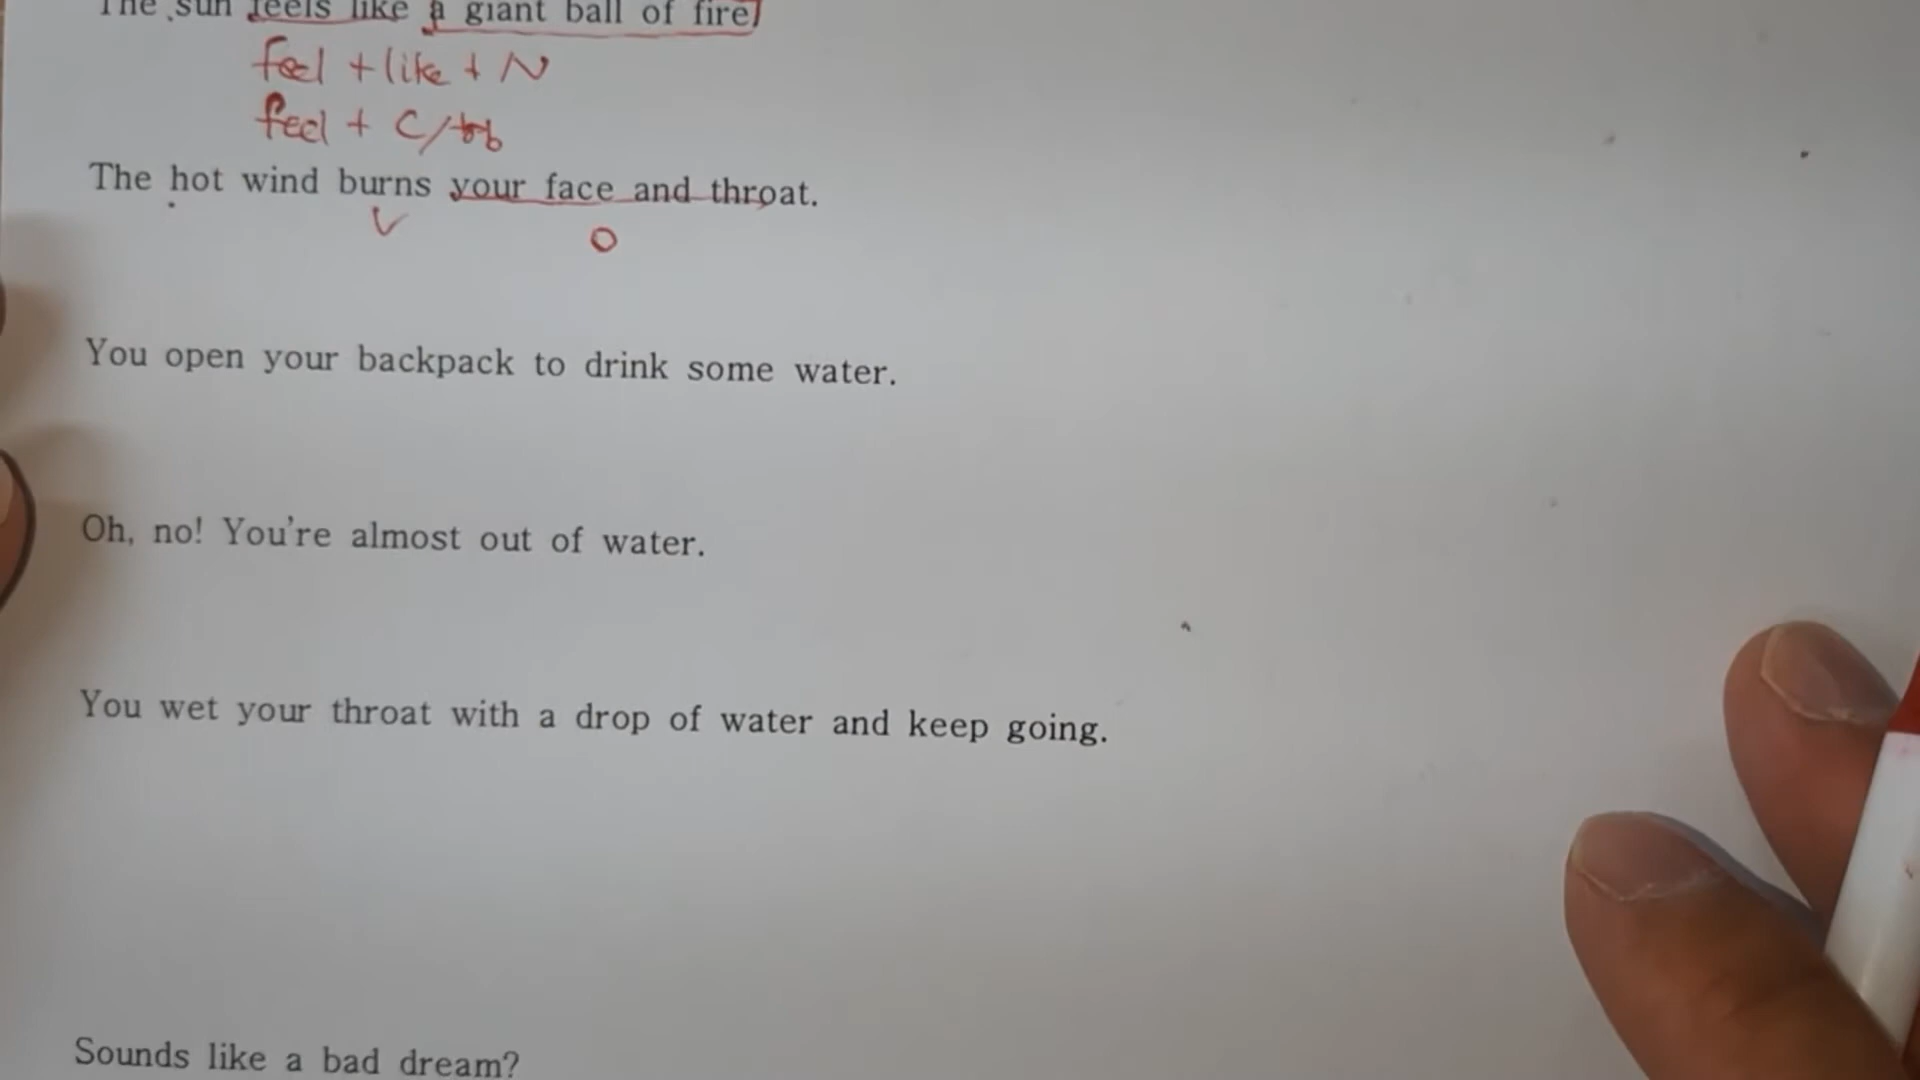 The sun feels like a giant ball of fire.
feel + like + N
feel + C/
The hot wind burns your face and throat.
V
O
You open your backpack to drink some water.
Oh, no! You're almost out of water.
You wet your throat with a drop of water and keep going.
Sounds like a bad dream?